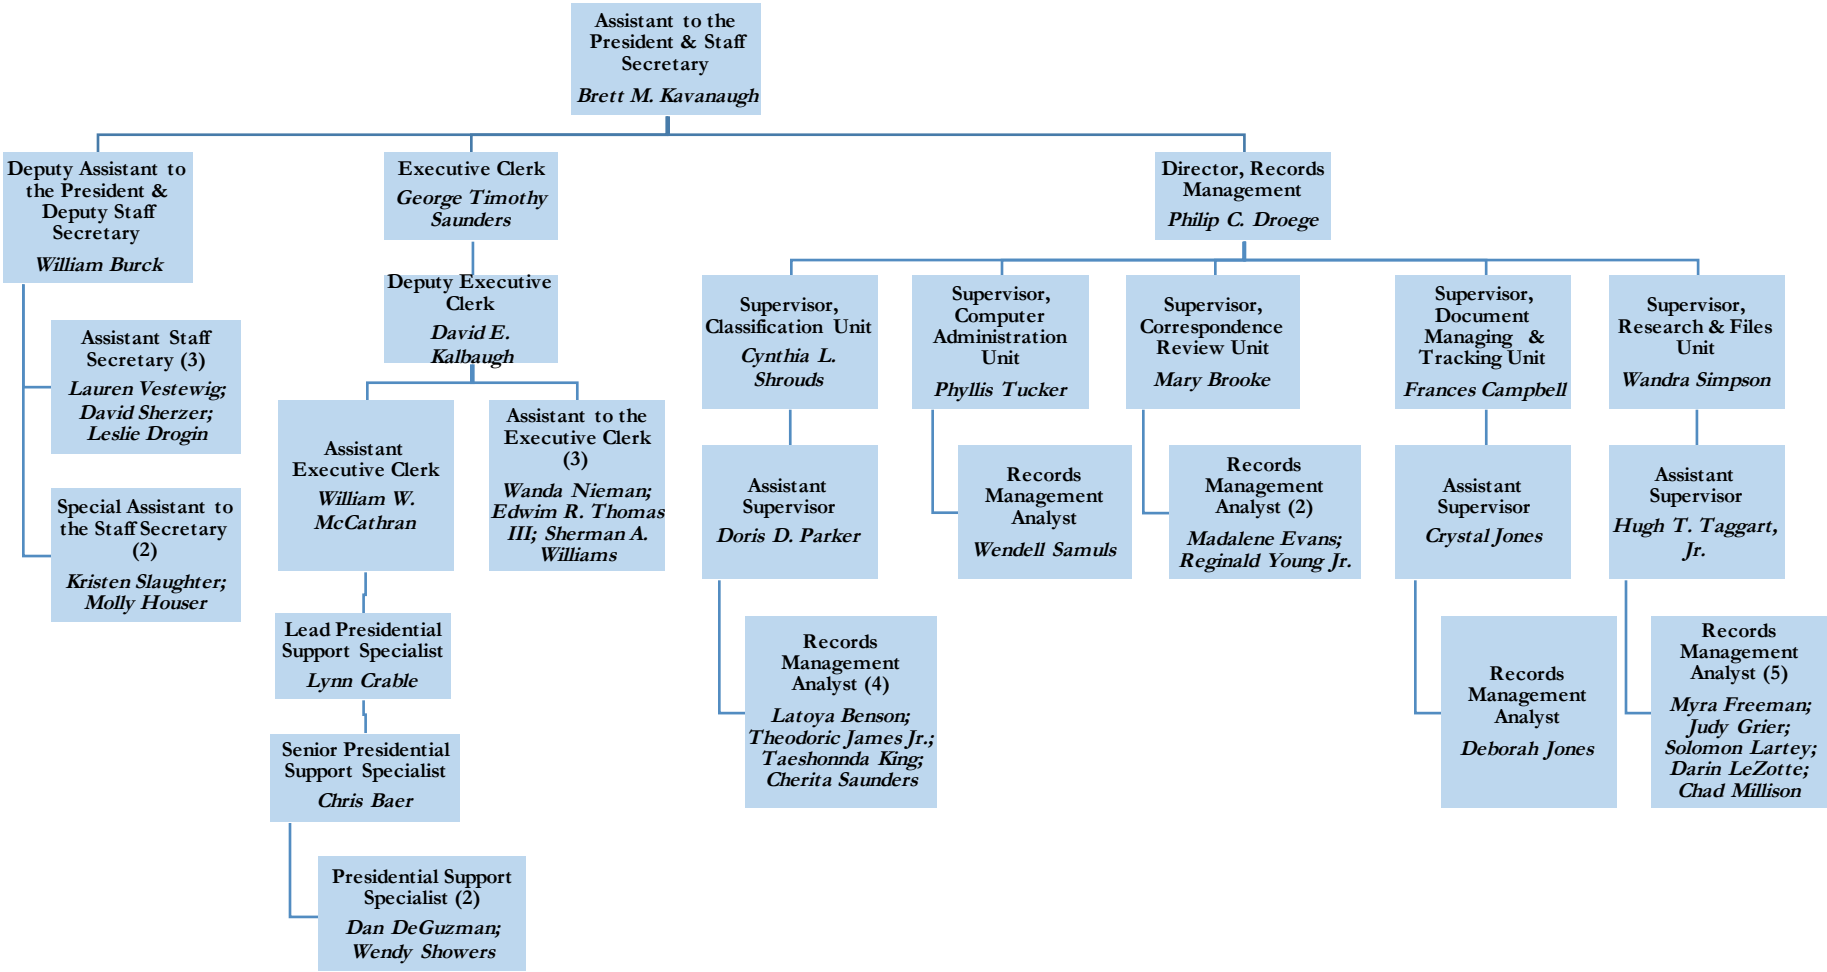 Assistant to the
President & Staff
Secretary
Brett M. Kavanaugh
Deputy Assistant to
the President &
Deputy Staff
Secretary
William Burck
Executive Clerk
George Timothy
Saunders
Director, Records
Management
Philip C. Droege
Assistant Staff
Secretary (3)
Lauren Vestewig;
David Sherzer;
Leslie Drogin
Special Assistant to
the Staff Secretary
(2)
Kristen Slaughter;
Molly Houser
Deputy Executive
Clerk
David E.
Kalbaugh
Assistant
Executive Clerk
William W.
McCathran
Assistant to the
Executive Clerk
(3)
Wanda Nieman;
Edwim R. Thomas
III; Sherman A.
Williams
Lead Presidential
Support Specialist
Lynn Crable
Senior Presidential
Support Specialist
Chris Baer
Presidential Support
Specialist (2)
Dan DeGuzman;
Wendy Showers
Supervisor,
Classification Unit
Cynthia L.
Shrouds
Assistant
Supervisor
Doris D. Parker
Records
Management
Analyst (4)
Latoya Benson;
Theodoric James Jr.;
Taeshonnda King;
Cherita Saunders
Supervisor,
Computer
Administration
Unit
Phyllis Tucker
Records
Management
Analyst
Wendell Samuls
Supervisor,
Correspondence
Review Unit
Mary Brooke
Records
Management
Analyst (2)
Madalene Evans;
Reginald Young Jr.
Supervisor,
Document
Managing &
Tracking Unit
Frances Campbell
Assistant
Supervisor
Crystal Jones
Records
Management
Analyst
Deborah Jones
Supervisor,
Research & Files
Unit
Wandra Simpson
Assistant
Supervisor
Hugh T. Taggart,
Jr.
Records
Management
Analyst (5)
Myra Freeman;
Judy Grier;
Solomon Lartey;
Darin LeZotte;
Chad Millison